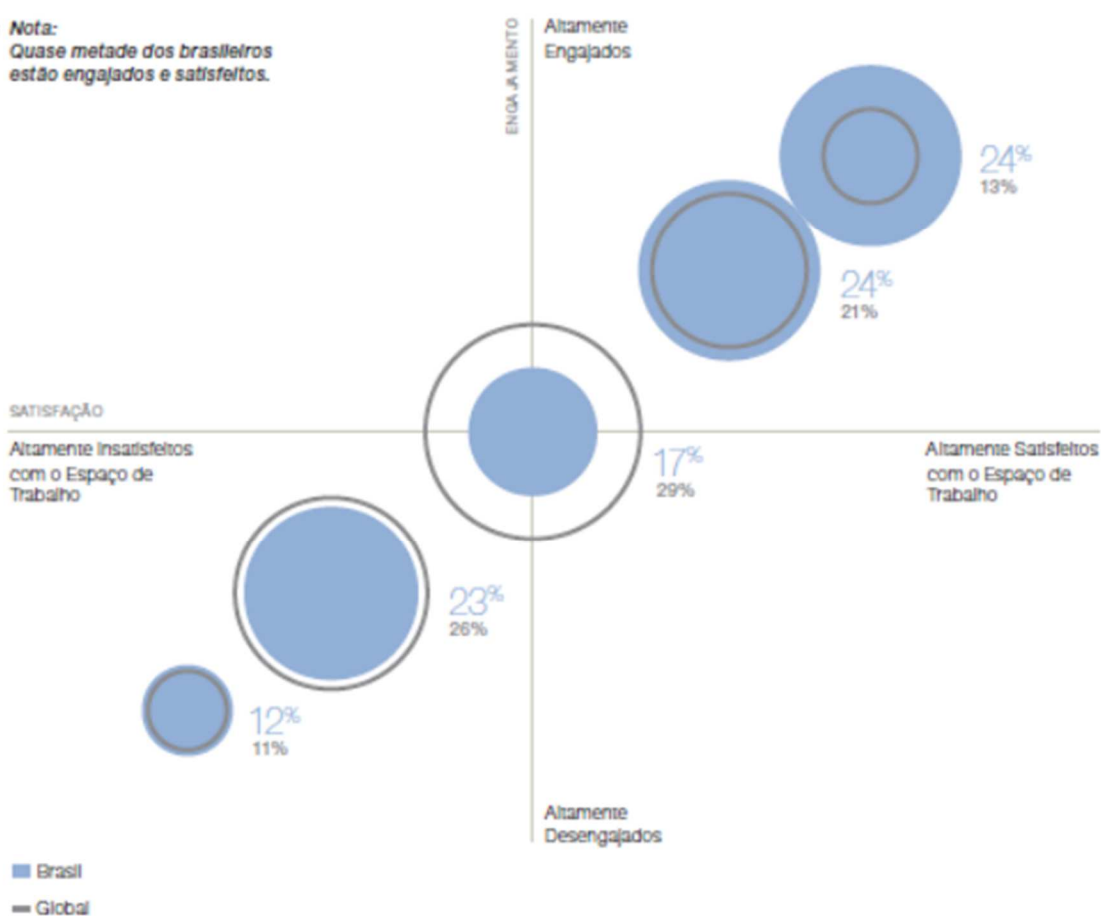 Nota:
Quase metade dos brasileiros
estão engajados e satisfeitos.
ENGAJAMENTO
Altamente
Engajados
24%
13%
24%
21%
SATISFAÇÃO
Altamente Insatisfeitos
com o Espaço de
Trabalho
Altamente Satisfeitos
com o Espaço de
Trabalho
17%
29%
23%
26%
12%
11%
Altamente
Desengajados
Brasil
Global